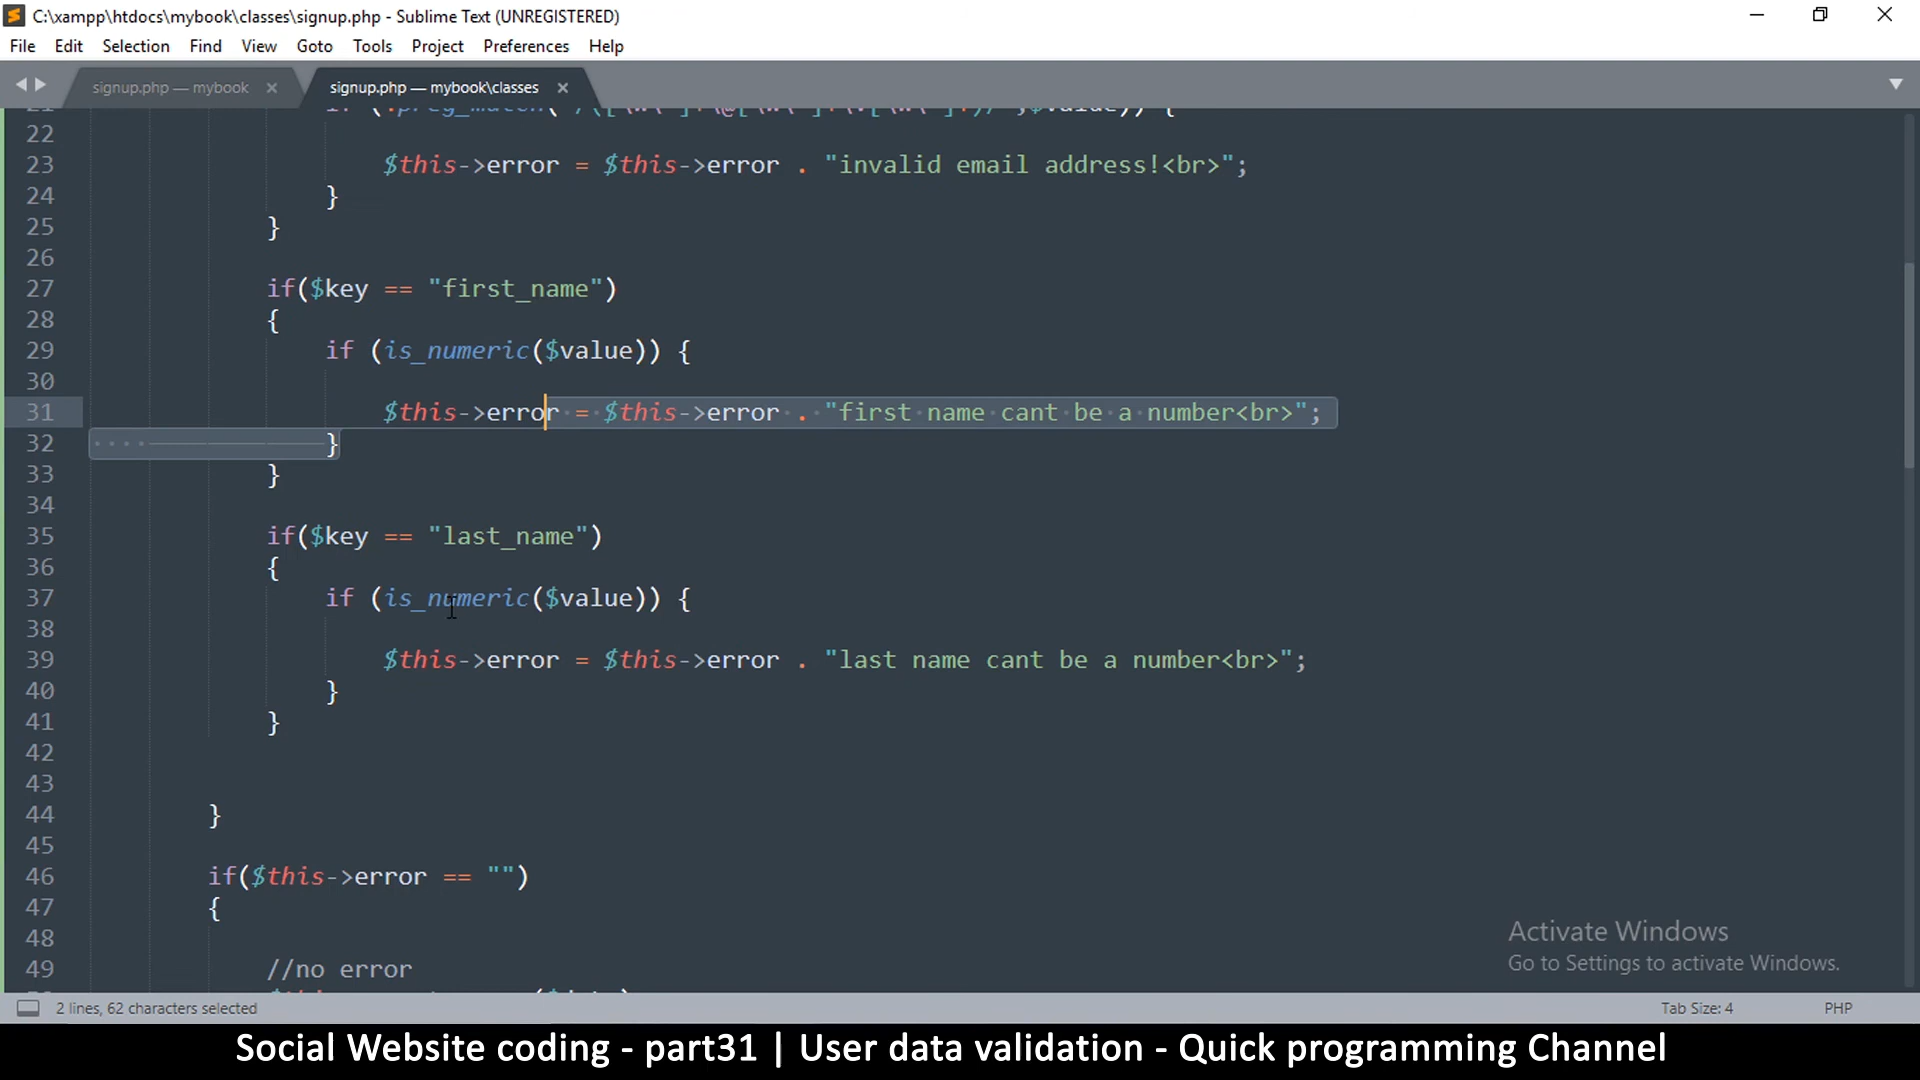 C:\xampp\htdocs\mybook\classes\signup.php - Sublime Text (UNREGISTERED)
File Edit Selection Find View Goto Tools Project Preferences Help
signup.php — mybook signup.php — mybook\classes
22
23 $this->error = $this->error . "invalid email address!<br>";
24 }
25 }
26
27 if($key == "first_name")
28 {
29 if (is_numeric($value)) {
30
31 $this->error = $this->error . "first name cant be a number<br>";
32 }
33 }
34
35 if($key == "last_name")
36 {
37 if (is_numeric($value)) {
38
39 $this->error = $this->error . "last name cant be a number<br>";
40 }
41 }
42
43
44 }
45
46 if($this->error == "")
47 {
48
49 //no error
Activate Windows
Go to Settings to activate Windows.
2 lines, 62 characters selected Tab Size: 4 PHP
Social Website coding - part31 | User data validation - Quick programming Channel